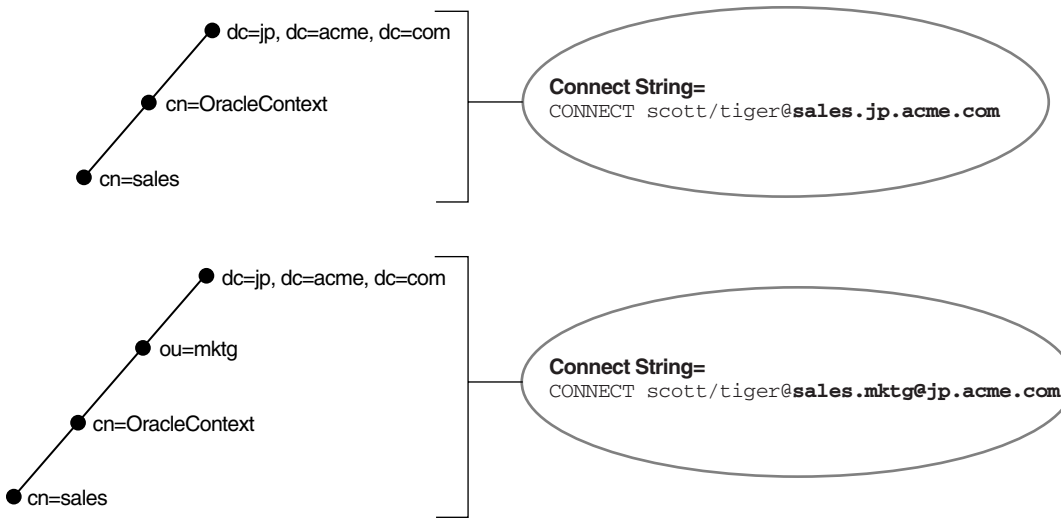 dc=jp, dc=acme, dc=com
cn=OracleContext
cn=sales
Connect String=
CONNECT scott/tiger@sales.jp.acme.com
dc=jp, dc=acme, dc=com
ou=mktg
cn=OracleContext
cn=sales
Connect String=
CONNECT scott/tiger@sales.mktg@jp.acme.com